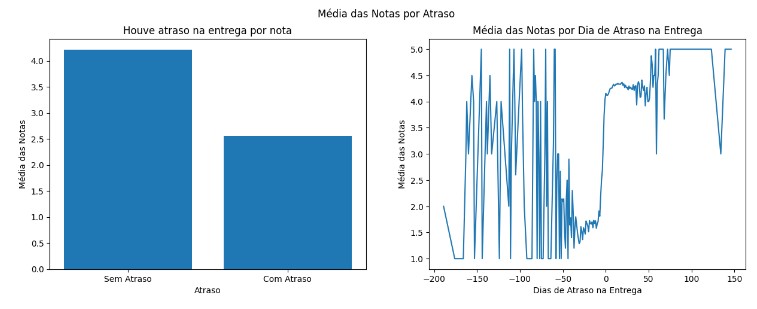 Média das Notas por Atraso
Houve atraso na entrega por nota
Média das Notas
4.0
3.5
3.0
2.5
2.0
1.5
1.0
0.5
0.0
Sem Atraso
Com Atraso
Atraso
Média das Notas por Dia de Atraso na Entrega
Média das Notas
5.0
4.5
4.0
3.5
3.0
2.5
2.0
1.5
1.0
−200
−150
−100
−50
0
50
100
150
Dias de Atraso na Entrega